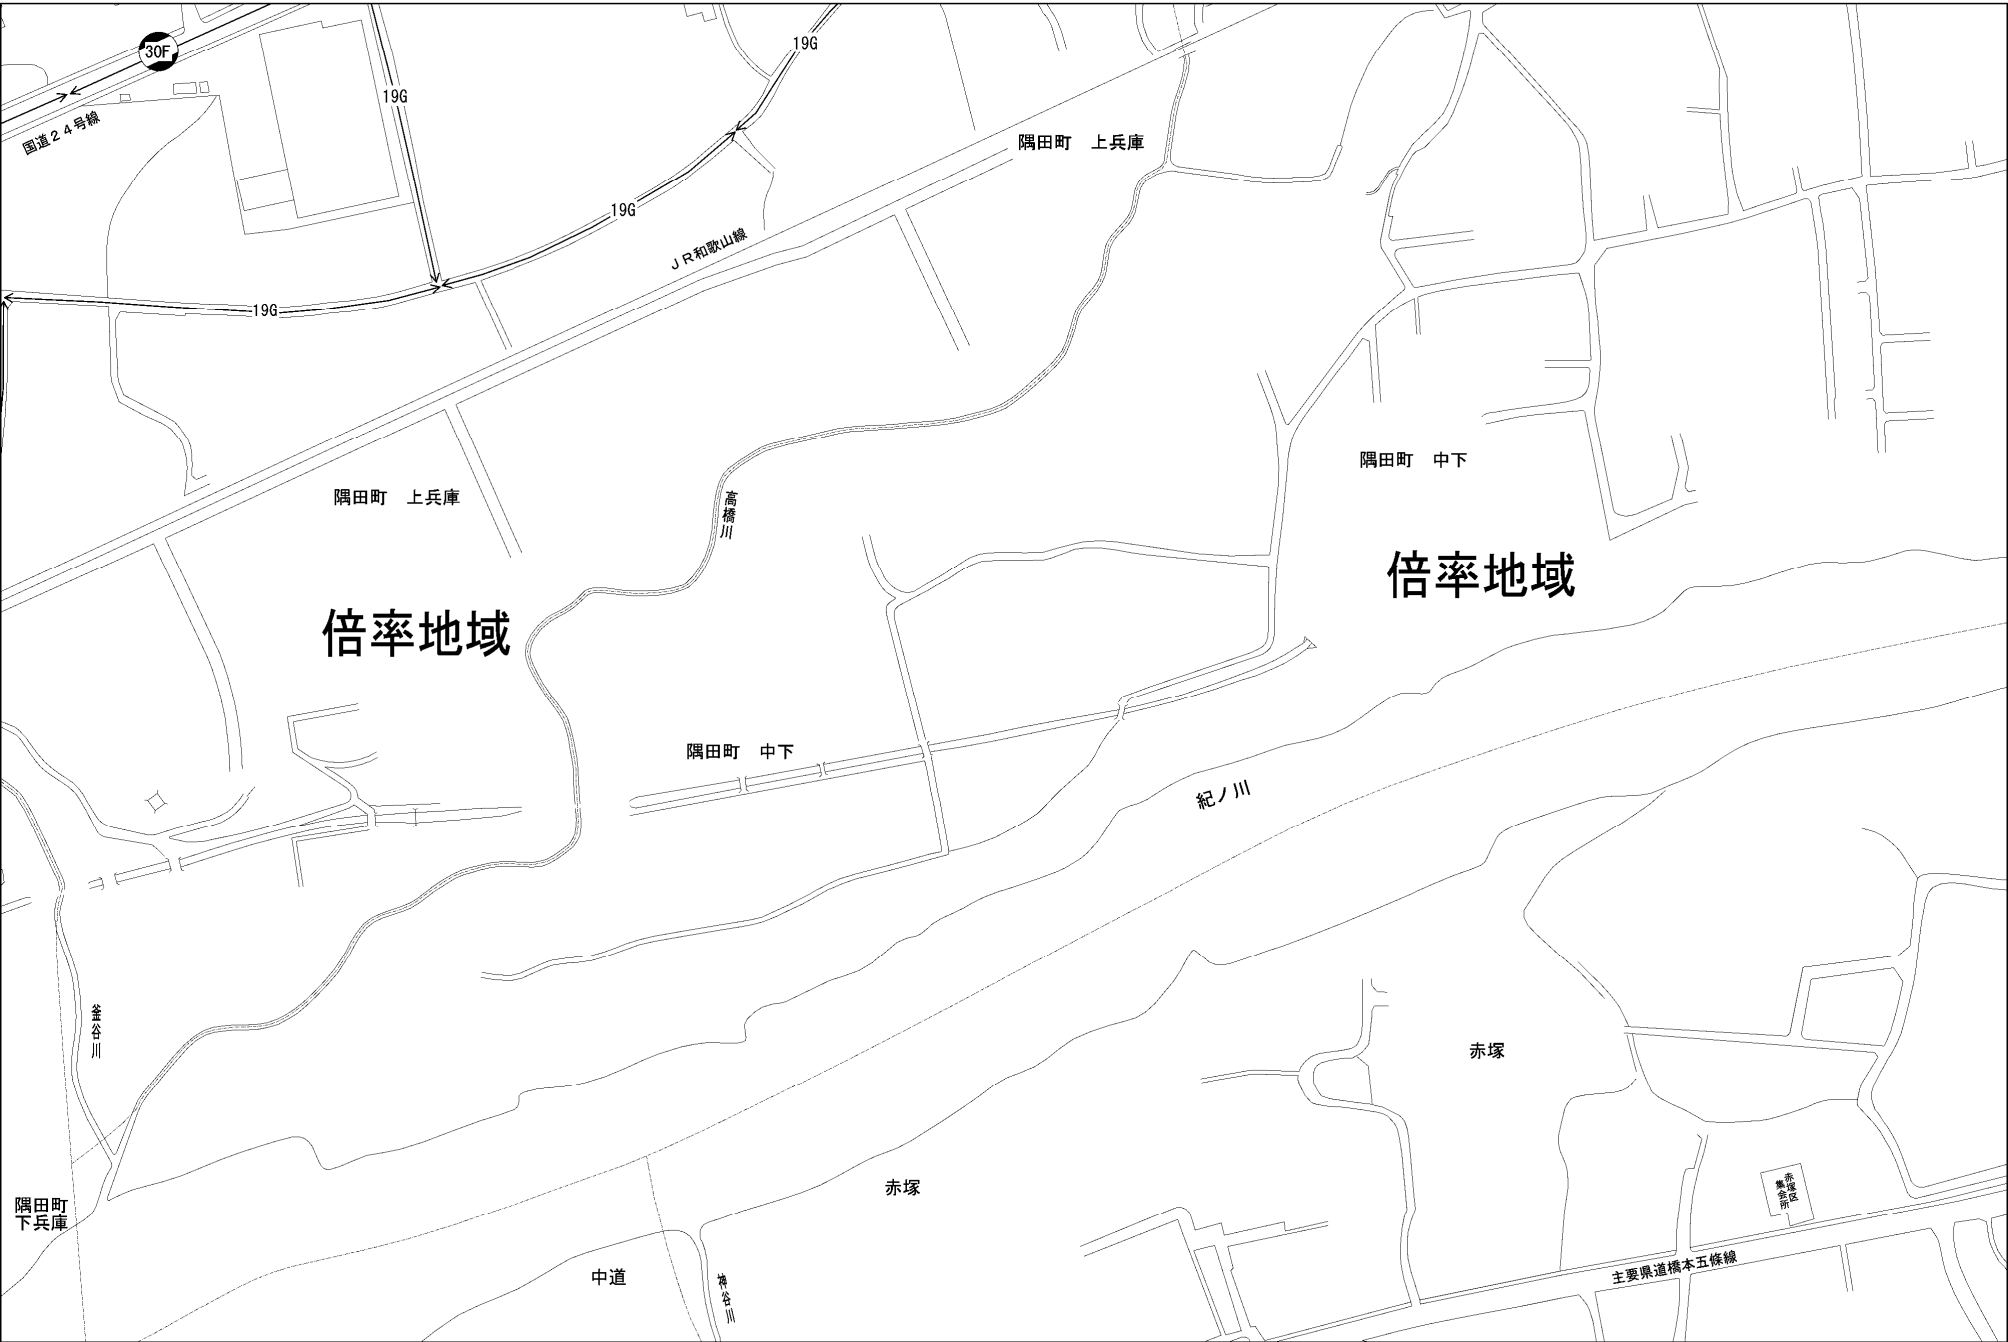 30F
19G
19G
国道２４号線
隅田町　上兵庫
19G
ＪＲ和歌山線
19G
隅田町　中下
隅田町　上兵庫
高橋川
倍率地域
倍率地域
隅田町　中下
紀ノ川
釜谷川
赤塚
赤塚
赤塚区
集会所
隅田町
下兵庫
主要県道橋本五條線
中道
神谷川